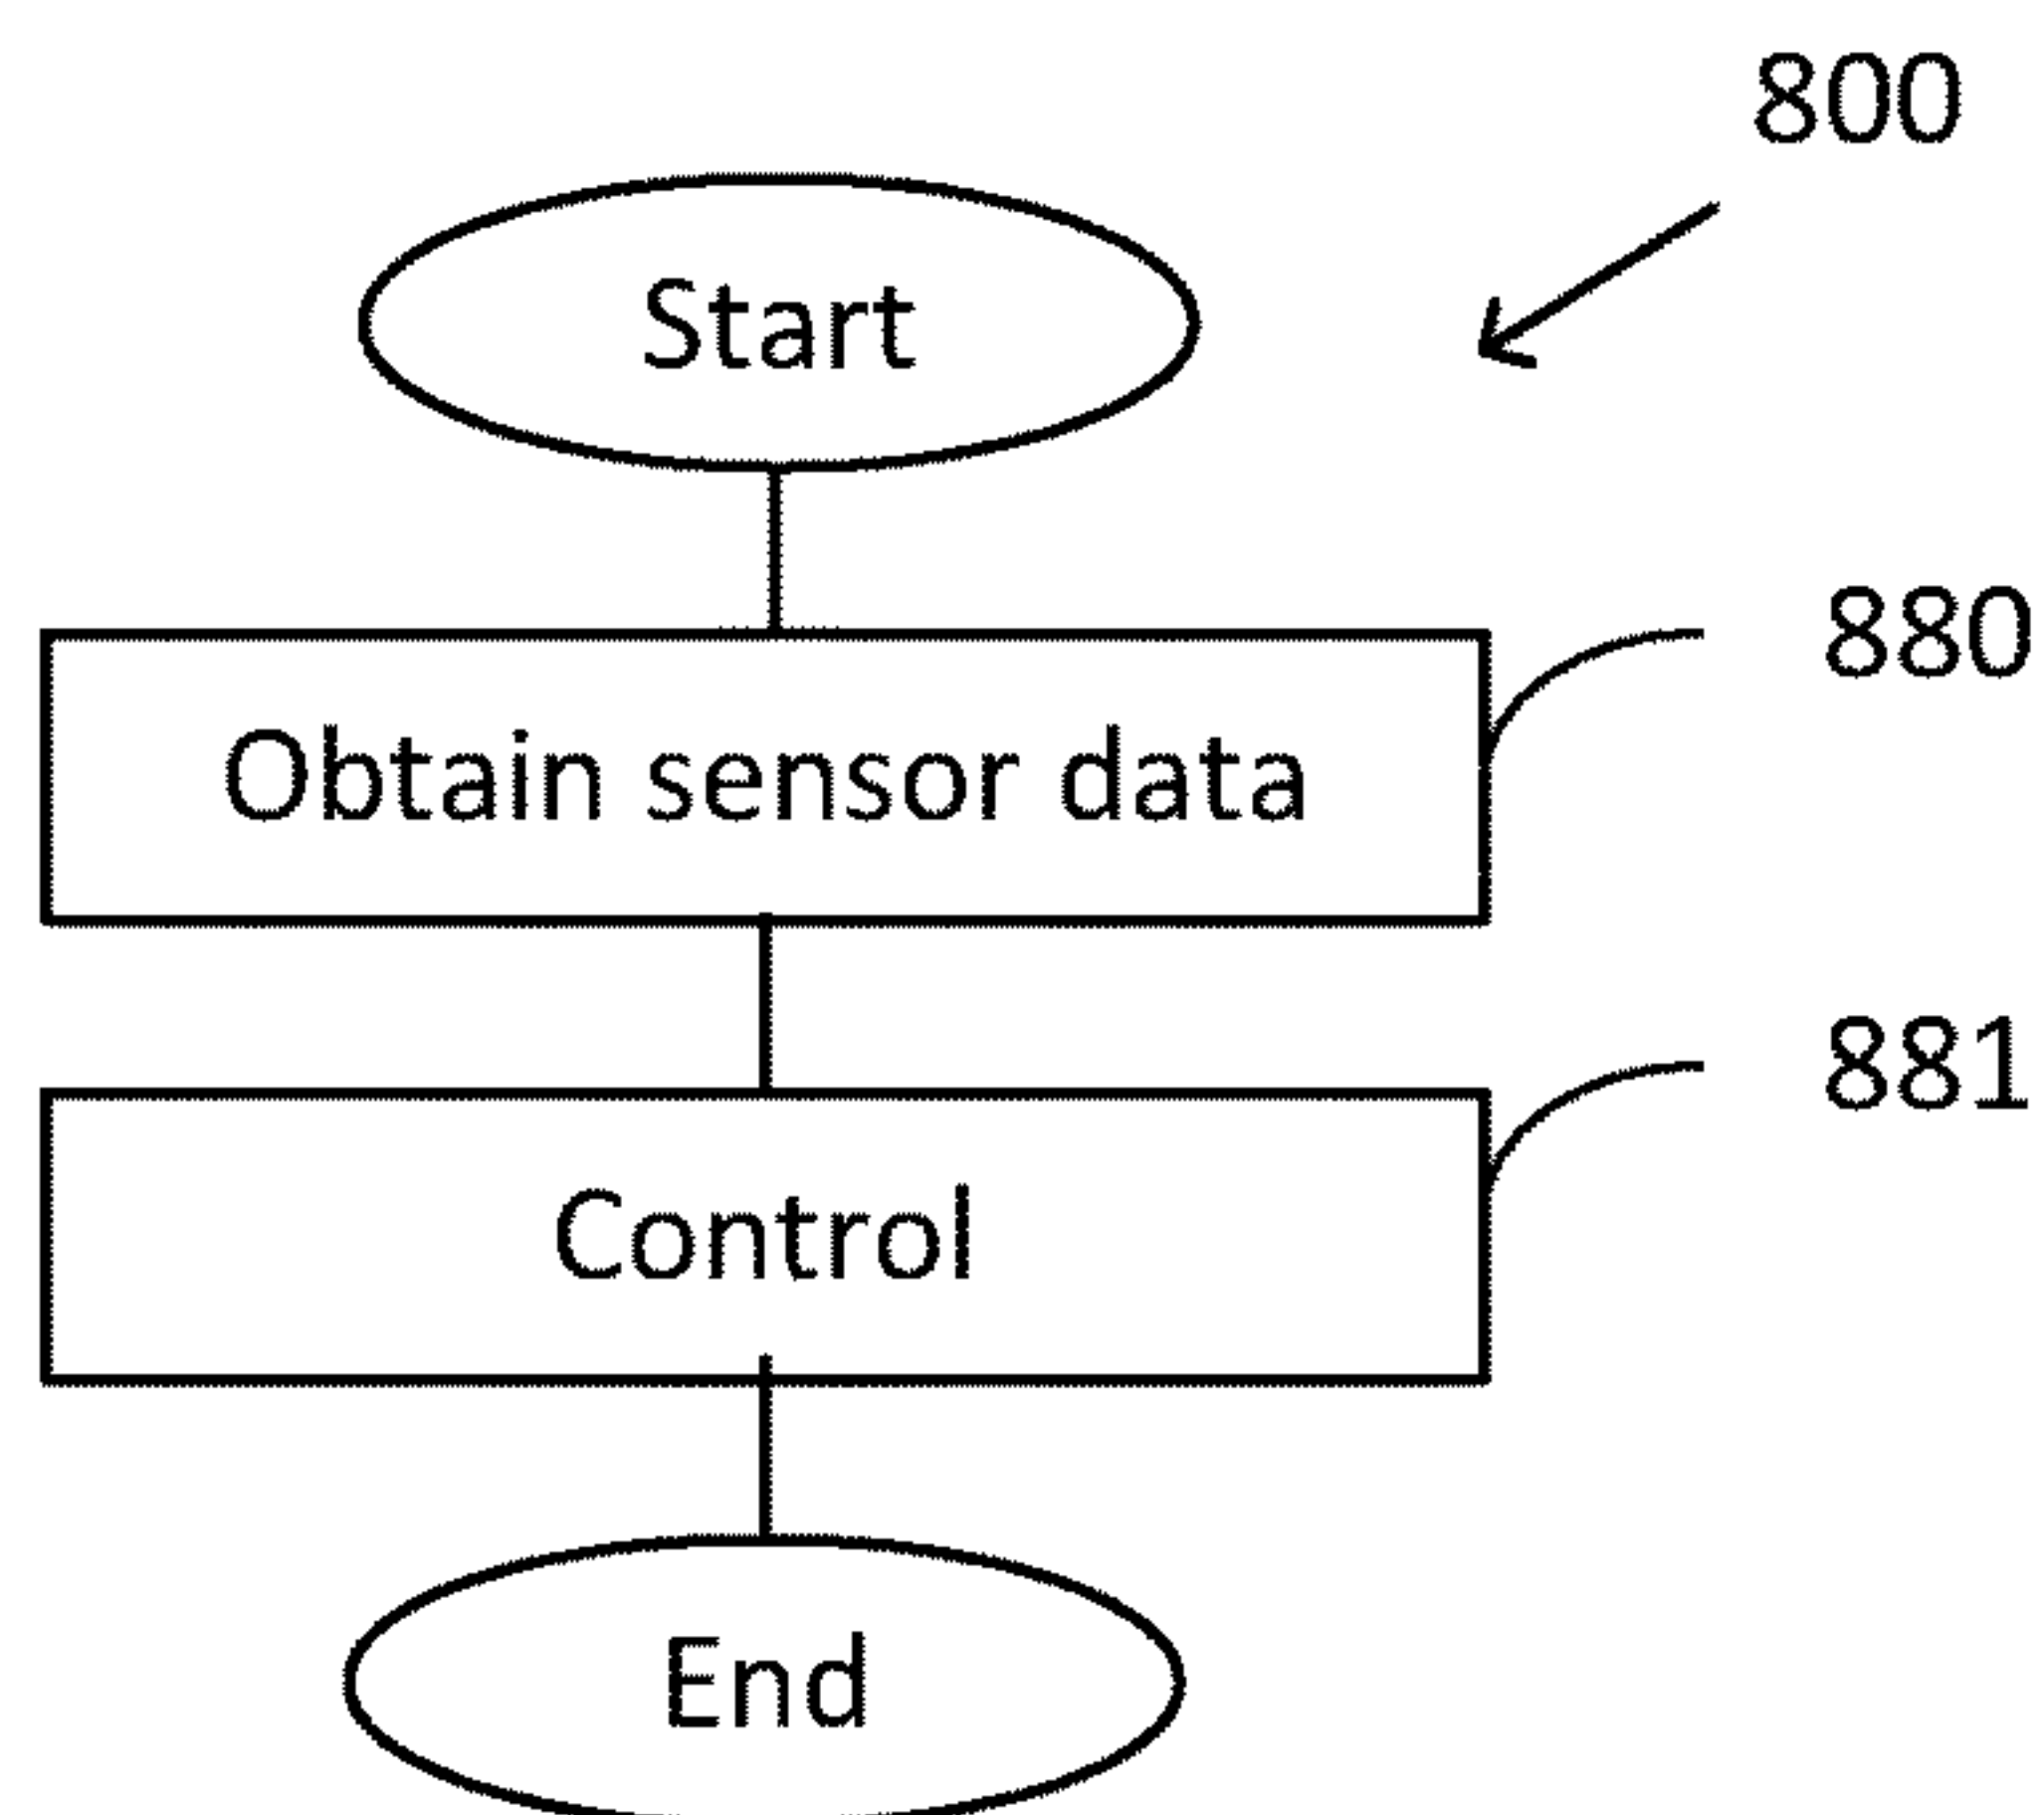 800
Start
880
Obtain sensor data
881
Control
End